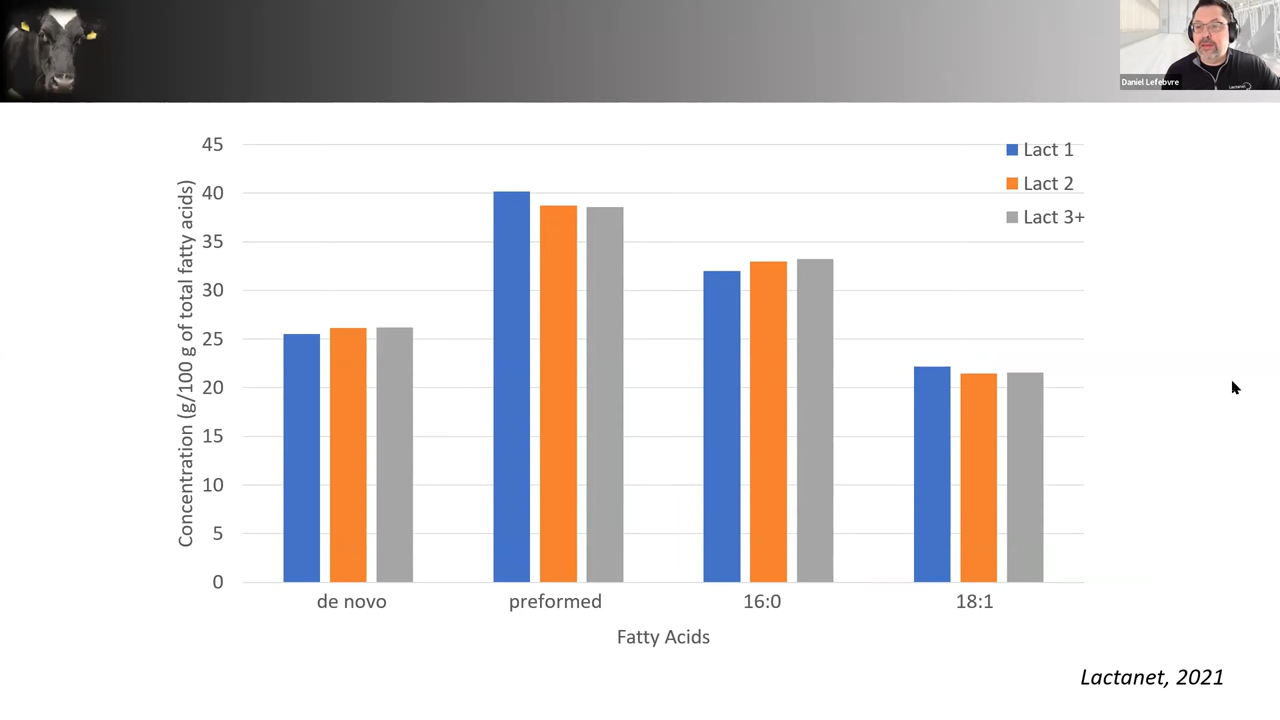 Daniel Lefebvre
Lactanet
45
40
35
30
25
20
15
10
5
0
Concentration (g/100 g of total fatty acids)
Lact 1
Lact 2
Lact 3+
de novo
preformed
16:0
18:1
Fatty Acids
Lactanet, 2021